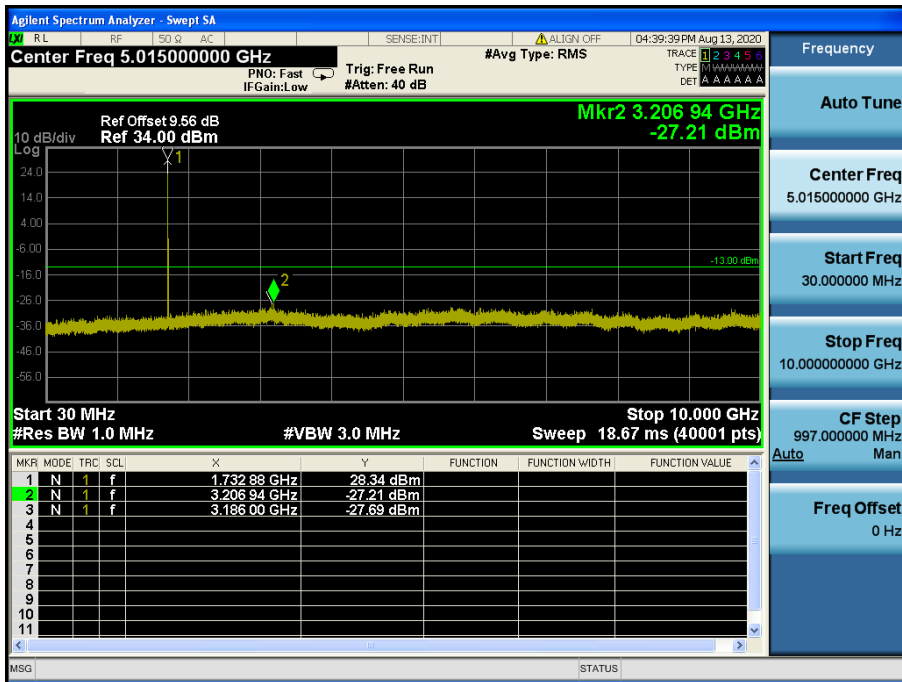 Agilent Spectrum Analyzer - Swept SA
LXI RL RF 50 Ω AC SENSE:INT ALIGN OFF 04:39:39 PM Aug 13, 2020
Center Freq 5.015000000 GHz
PNO: Fast
IFGain:Low
Trig: Free Run
#Atten: 40 dB
#Avg Type: RMS
TRACE 1 2 3 4 5 6
TYPE M WWWWW
DET A A A A A A
Frequency
Auto Tune
Center Freq
5.015000000 GHz
Start Freq
30.000000 MHz
Stop Freq
10.000000000 GHz
CF Step
997.000000 MHz
Auto Man
Freq Offset
0 Hz
Mkr2 3.206 94 GHz
-27.21 dBm
Ref Offset 9.56 dB
10 dB/div Ref 34.00 dBm
Log
1
24.0
14.0
4.00
-6.00
-13.00 dBm
-16.0
2
-26.0
-36.0
-46.0
-56.0
Start 30 MHz Stop 10.000 GHz
#Res BW 1.0 MHz #VBW 3.0 MHz Sweep 18.67 ms (40001 pts)
MKR MODE TRC SCL X Y FUNCTION FUNCTION WIDTH FUNCTION VALUE
1 N 1 f 1.732 88 GHz 28.34 dBm
2 N 1 f 3.206 94 GHz -27.21 dBm
3 N 1 f 3.186 00 GHz -27.69 dBm
4
5
6
7
8
9
10
11
MSG STATUS